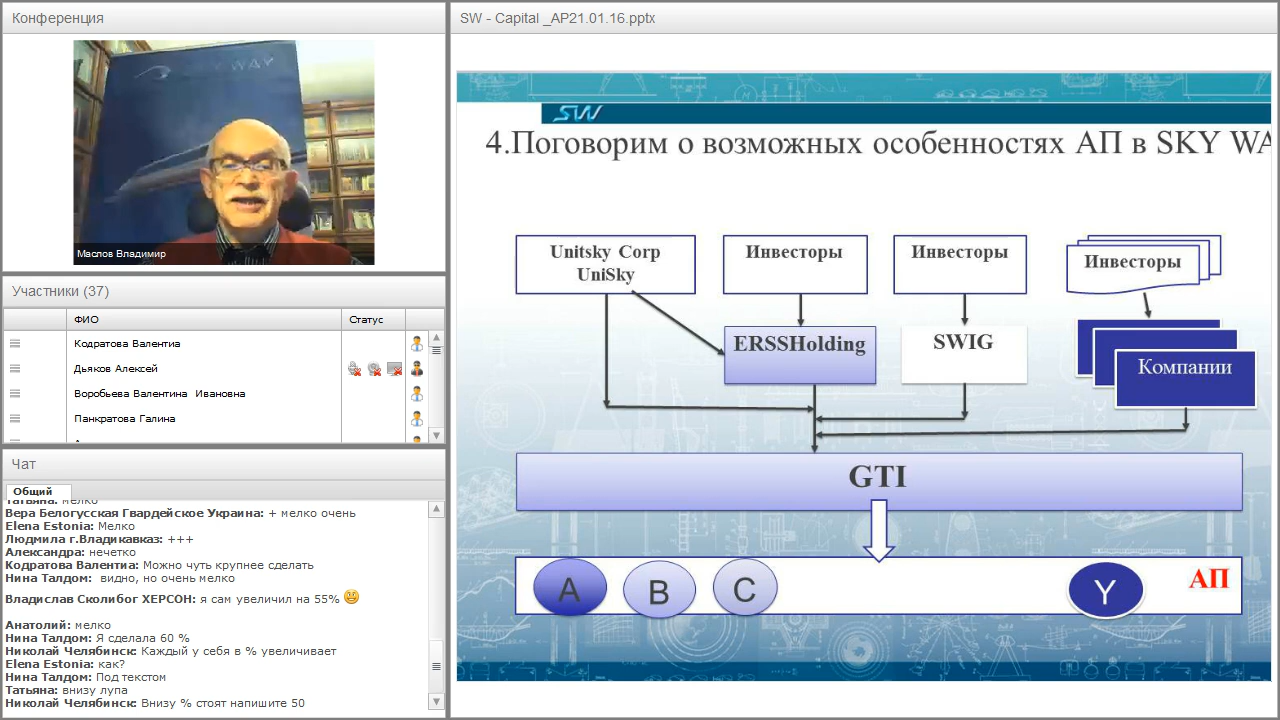 Конференция
WAY
Маслов Владимир
Участники (37)
ФИО
Статус
Кодратова Валентиа
Дьяков Алексей
Воробьева Валентина Ивановна
Панкратова Галина
Чат
Общий
Татьяна: мелко
Вера Белогусская Гвардейское Украина: + мелко очень
Elena Estonia: Мелко
Людмила г.Владикавказ: +++
Александра: нечетко
Кодратова Валентиа: Можно чуть крупнее сделать
Нина Талдом: видно, но очень мелко
Владислав Сколибог ХЕРСОН: я сам увеличил на 55%
Анатолий: мелко
Нина Талдом: Я сделала 60 %
Николай Челябинск: Каждый у себя в % увеличивает
Elena Estonia: как?
Нина Талдом: Под текстом
Татьяна: внизу лупа
Николай Челябинск: Внизу % стоят напишите 50
SW - Capital _AP21.01.16.pptx
SW
4.Поговорим о возможных особенностях АП в SKY WA
Unitsky Corp
UniSky
Инвесторы
Инвесторы
Инвесторы
ERSSHolding
SWIG
Компании
GTI
A
B
C
Y
АП